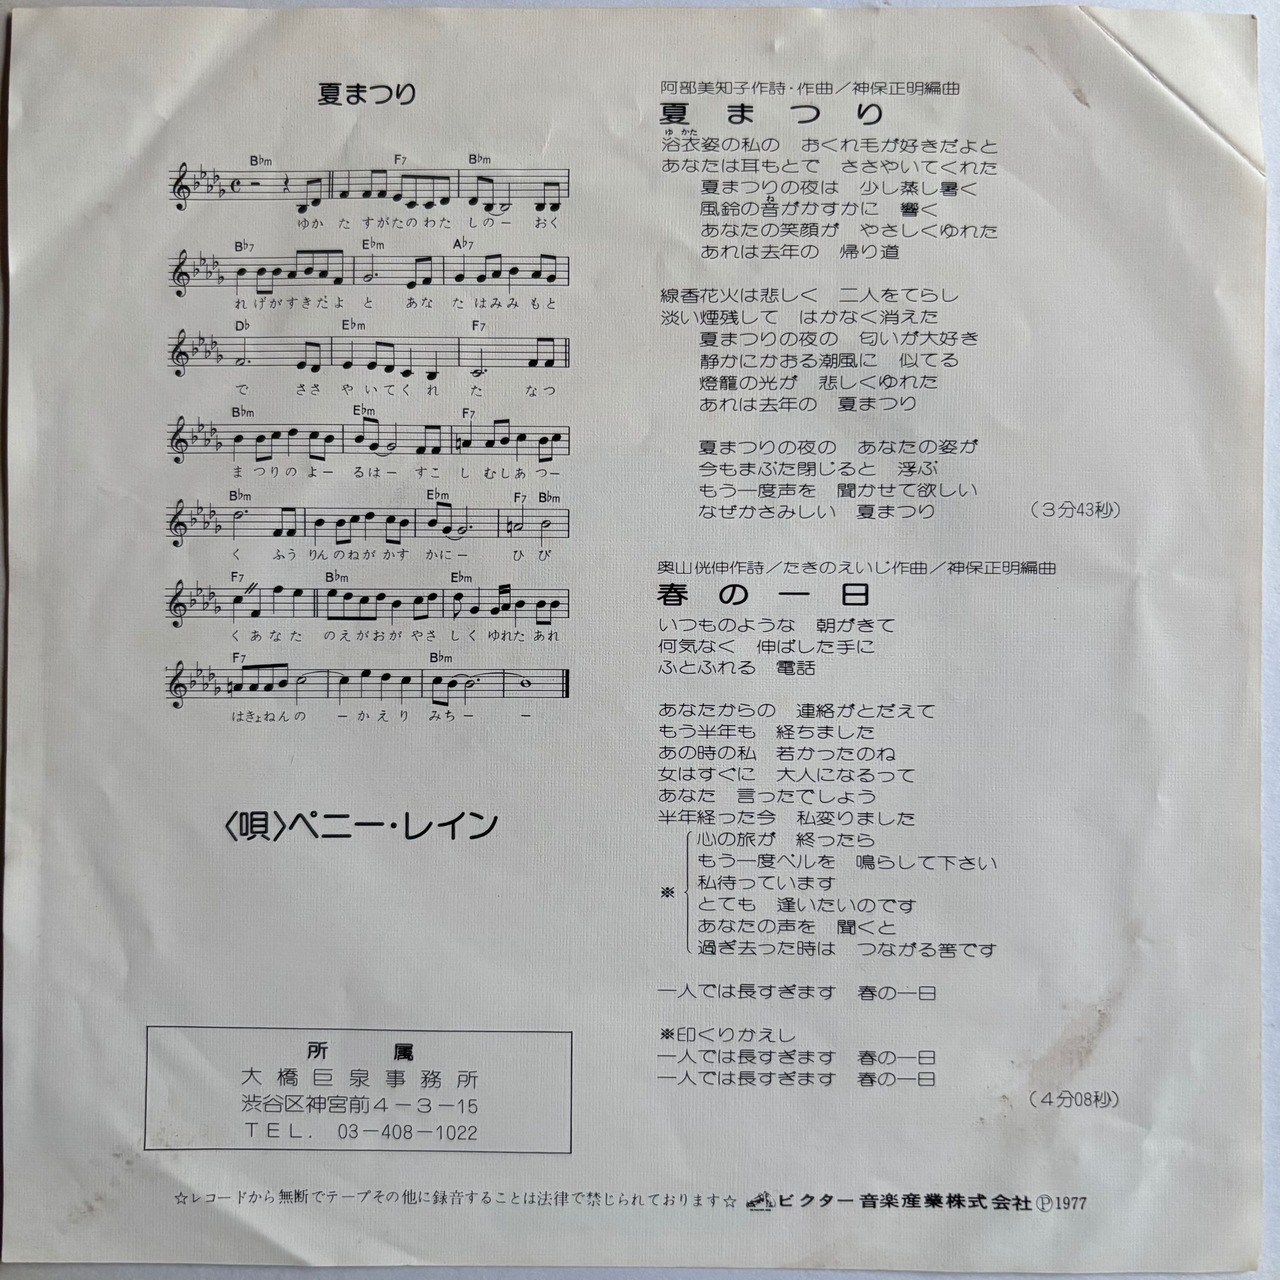 夏まつり
B♭m F7 B♭m
ゆか た すがたのわた しのー おく
B♭7 E♭m A♭7
れげがすきだよ と あな た はみみ もと
D♭ E♭m F7
で ささ やいてくれ た なつ
B♭m E♭m F7
ま つりの よー るはー すこ し むしあ つー
B♭m E♭m F7 B♭m
く ふう りんのねが かす かにー ひ び
F7 B♭m E♭m
く あ な た のえがおが やさ しく ゆれた あれ
F7 B♭m
はきょねんの ーかえり みちー ー
〈唄〉ペニー・レイン
所 属
大橋巨泉事務所
渋谷区神宮前4−3−15
TEL. 03−408−1022
阿部美知子作詩・作曲／神保正明編曲
夏まつり
ゆかた
浴衣姿の私の おくれ毛が好きだよと
あなたは耳もとで ささやいてくれた
夏まつりの夜は 少し蒸し暑く
ね
風鈴の音がかすかに 響く
あなたの笑顔が やさしくゆれた
あれは去年の 帰り道
線香花火は悲しく 二人をてらし
淡い煙残して はかなく消えた
夏まつりの夜の 匂いが大好き
静かにかおる潮風に 似てる
燈籠の光が 悲しくゆれた
あれは去年の 夏まつり
夏まつりの夜の あなたの姿が
今もまぶた閉じると 浮ぶ
もう一度声を 聞かせて欲しい
なぜかさみしい 夏まつり (3分43秒)
奥山侊伸作詩／たきのえいじ作曲／神保正明編曲
春の一日
いつものような 朝がきて
何気なく 伸ばした手に
ふとふれる 電話
あなたからの 連絡がとだえて
もう半年も 経ちました
あの時の私 若かったのね
女はすぐに 大人になるって
あなた 言ったでしょう
半年経った今 私変りました
心の旅が 終ったら
もう一度ベルを 鳴らして下さい
※ 私待っています
とても 逢いたいのです
あなたの声を 聞くと
過ぎ去った時は つながる筈です
一人では長すぎます 春の一日
※印くりかえし
一人では長すぎます 春の一日
一人では長すぎます 春の一日
(4分08秒)
☆レコードから無断でテープその他に録音することは法律で禁じられております☆ ビクター音楽産業株式会社Ⓟ1977